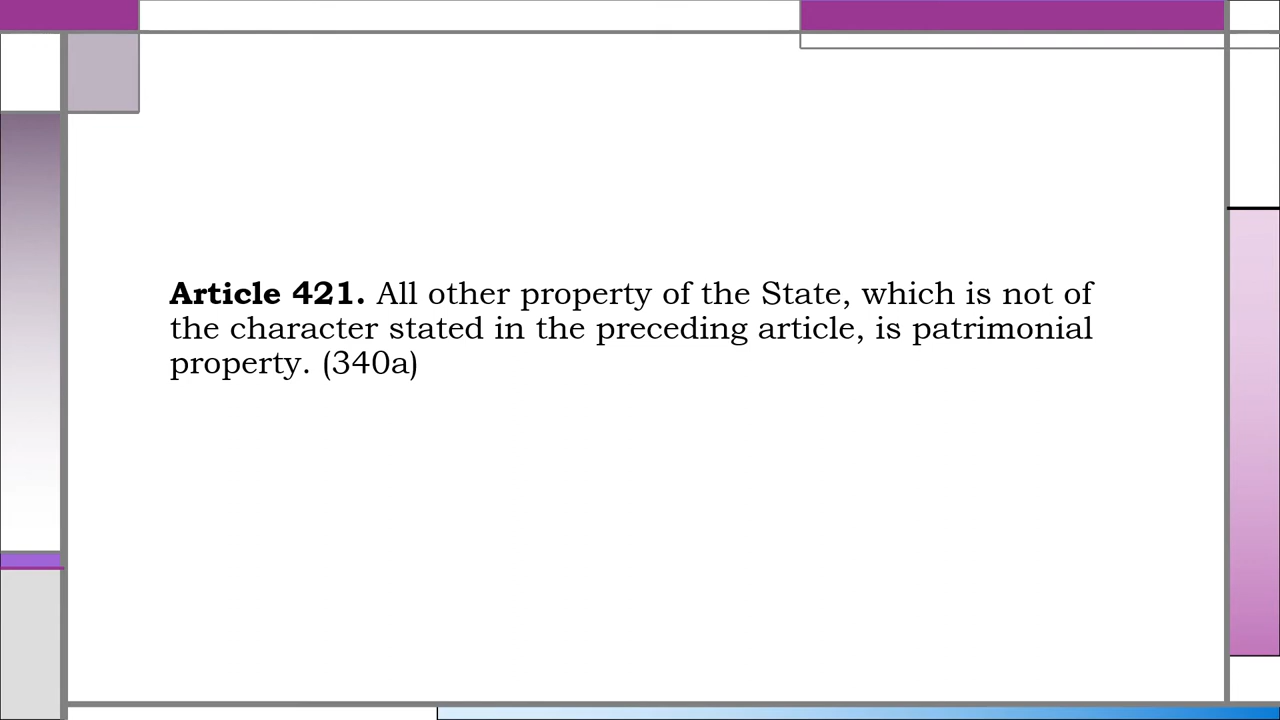 Article 421. All other property of the State, which is not of
the character stated in the preceding article, is patrimonial
property. (340a)